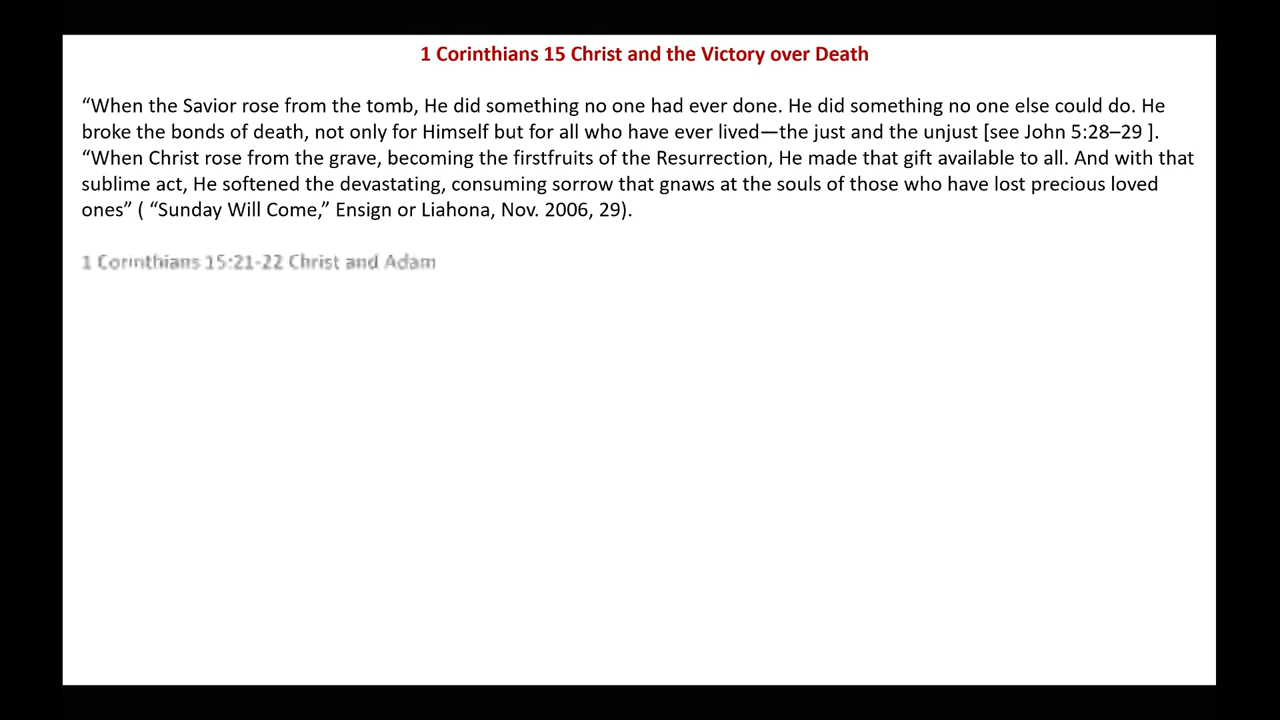 1 Corinthians 15 Christ and the Victory over Death
“When the Savior rose from the tomb, He did something no one had ever done. He did something no one else could do. He
broke the bonds of death, not only for Himself but for all who have ever lived—the just and the unjust [see John 5:28–29 ].
“When Christ rose from the grave, becoming the firstfruits of the Resurrection, He made that gift available to all. And with that
sublime act, He softened the devastating, consuming sorrow that gnaws at the souls of those who have lost precious loved
ones” ( “Sunday Will Come,” Ensign or Liahona, Nov. 2006, 29).
1 Corinthians 15:21-22 Christ and Adam